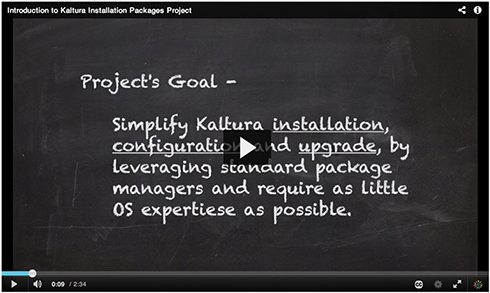 Introduction to Kaltura Installation Packages Project
Project's Goal -
Simplify Kaltura installation,
configuration and upgrade, by
leveraging standard package
managers and require as little
OS expertiese as possible.
0:09 / 2:34
CC